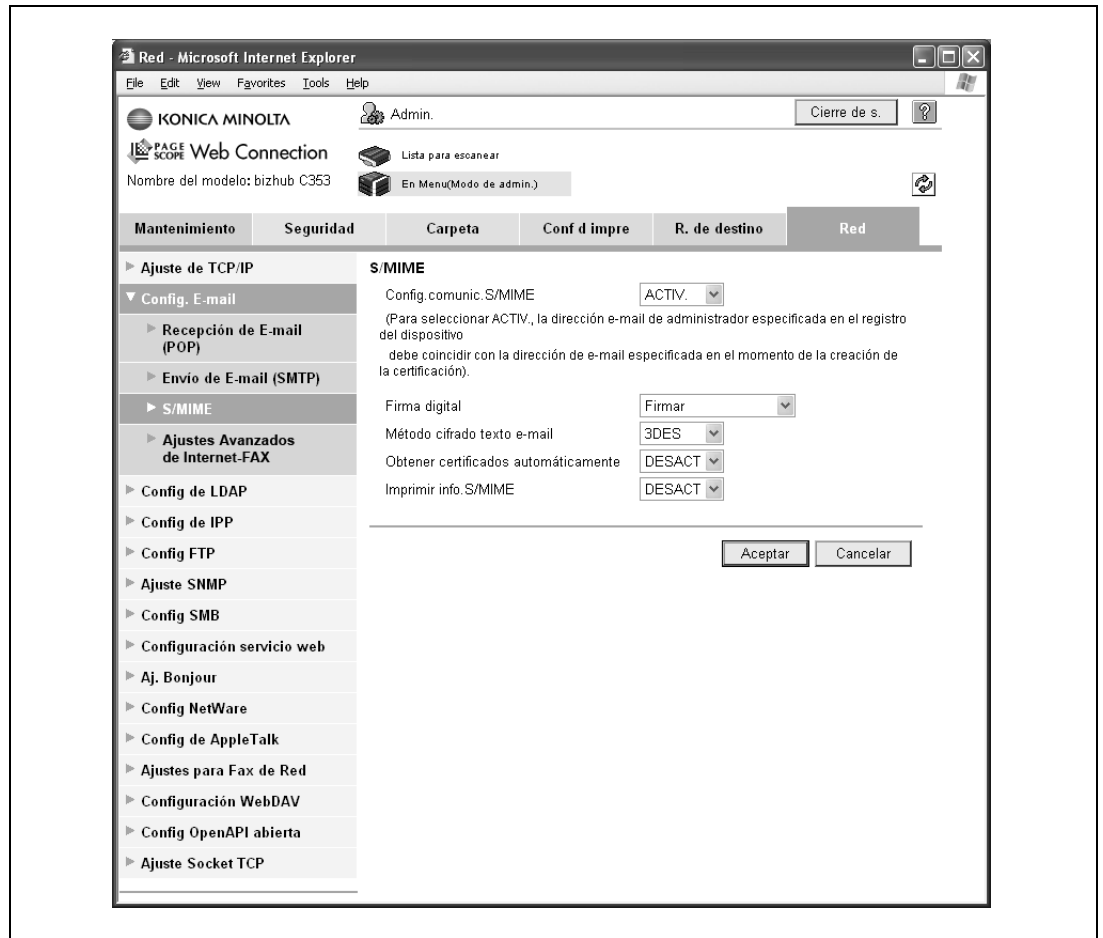 Red - Microsoft Internet Explorer
File Edit View Favorites Tools Help
KONICA MINOLTA
Admin.
Cierre de s.
?
PAGE SCOPE Web Connection
Lista para escanear
Nombre del modelo: bizhub C353
En Menu(Modo de admin.)
Mantenimiento Seguridad Carpeta Conf d impre R. de destino Red
Ajuste de TCP/IP
Config. E-mail
Recepción de E-mail
(POP)
Envío de E-mail (SMTP)
S/MIME
Ajustes Avanzados
de Internet-FAX
Config de LDAP
Config de IPP
Config FTP
Ajuste SNMP
Config SMB
Configuración servicio web
Aj. Bonjour
Config NetWare
Config de AppleTalk
Ajustes para Fax de Red
Configuración WebDAV
Config OpenAPI abierta
Ajuste Socket TCP
S/MIME
Config.comunic.S/MIME ACTIV.
(Para seleccionar ACTIV., la dirección e-mail de administrador especificada en el registro
del dispositivo
debe coincidir con la dirección de e-mail especificada en el momento de la creación de
la certificación).
Firma digital Firmar
Método cifrado texto e-mail 3DES
Obtener certificados automáticamente DESACT
Imprimir info.S/MIME DESACT
Aceptar Cancelar